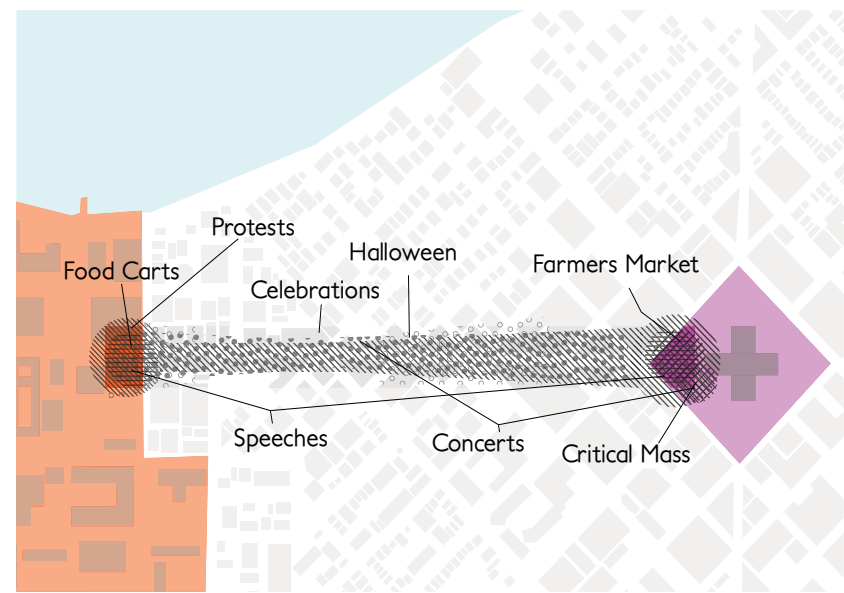 Protests
Halloween
Farmers Market
Food Carts
Celebrations
Speeches
Concerts
Critical Mass